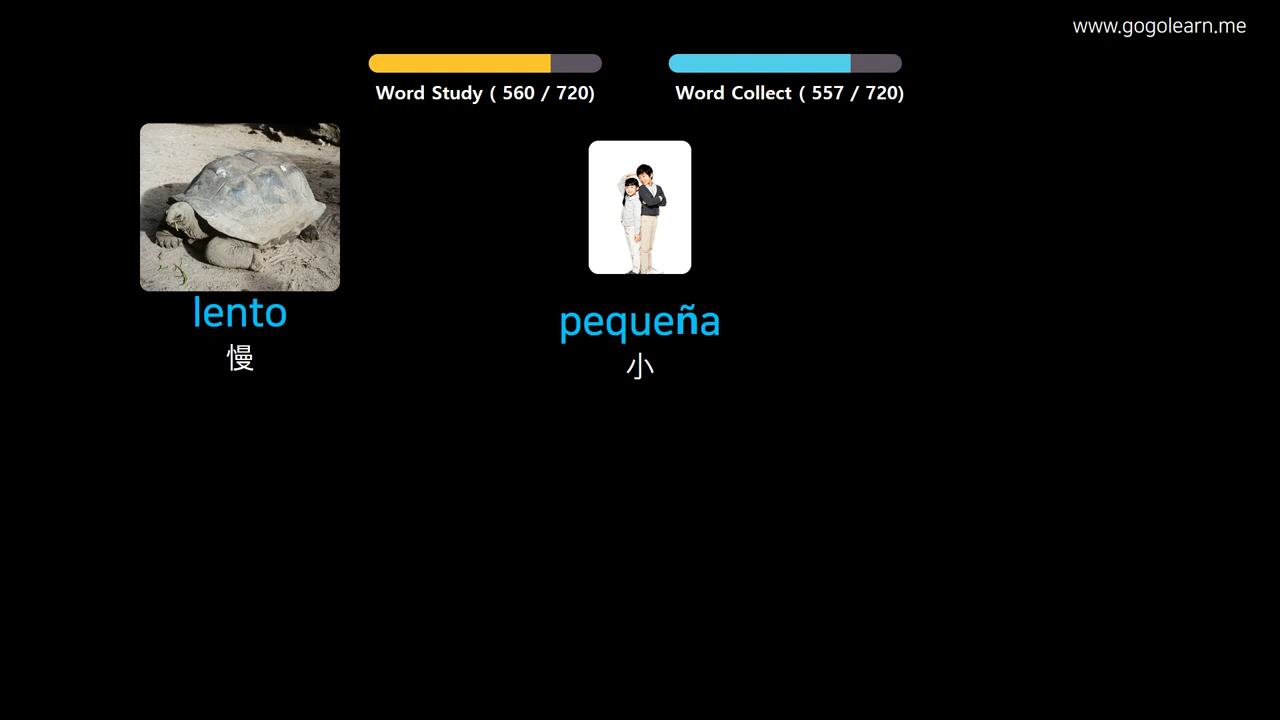 www.gogolearn.me
Word Study ( 560 / 720)
Word Collect ( 557 / 720)
lento
慢
pequeña
小